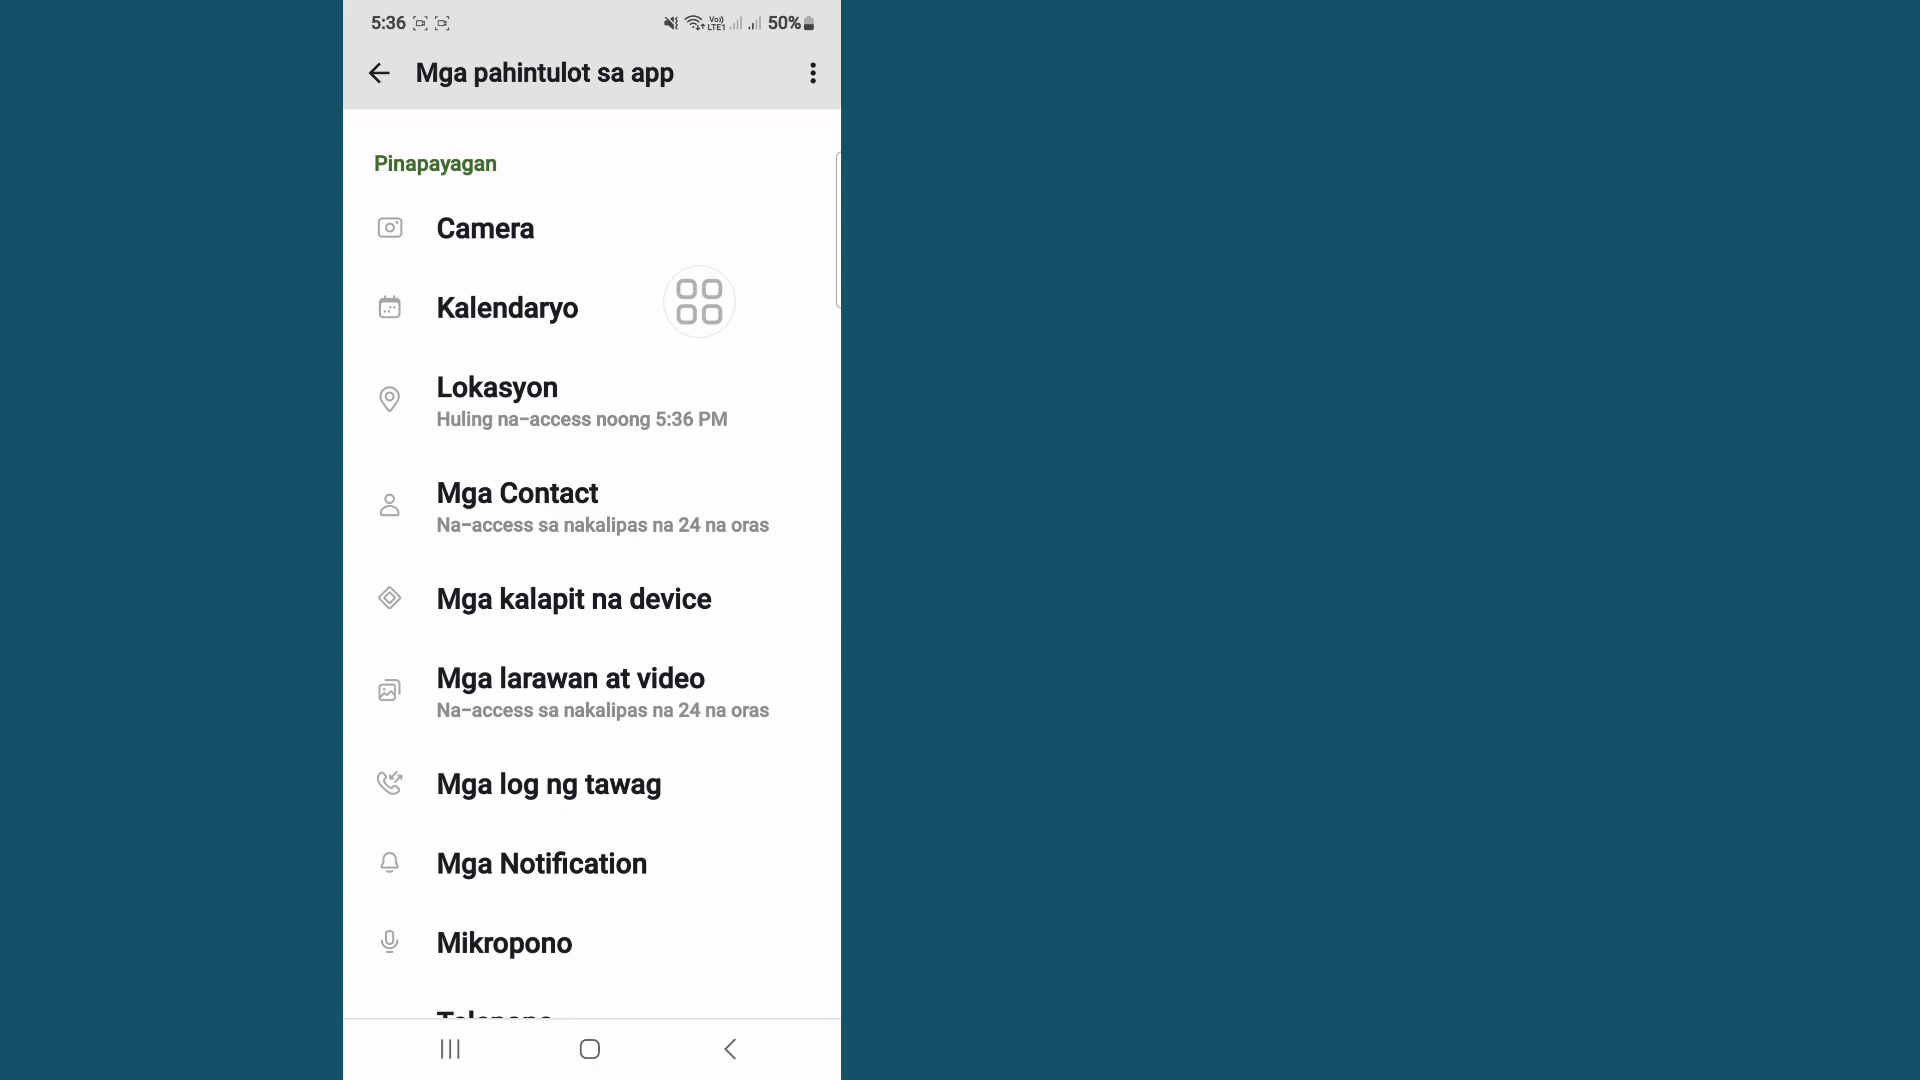 5:36 Vo)) LTE1 50%
Mga pahintulot sa app
Pinapayagan
Camera
Kalendaryo
Lokasyon
Huling na-access noong 5:36 PM
Mga Contact
Na-access sa nakalipas na 24 na oras
Mga kalapit na device
Mga larawan at video
Na-access sa nakalipas na 24 na oras
Mga log ng tawag
Mga Notification
Mikropono